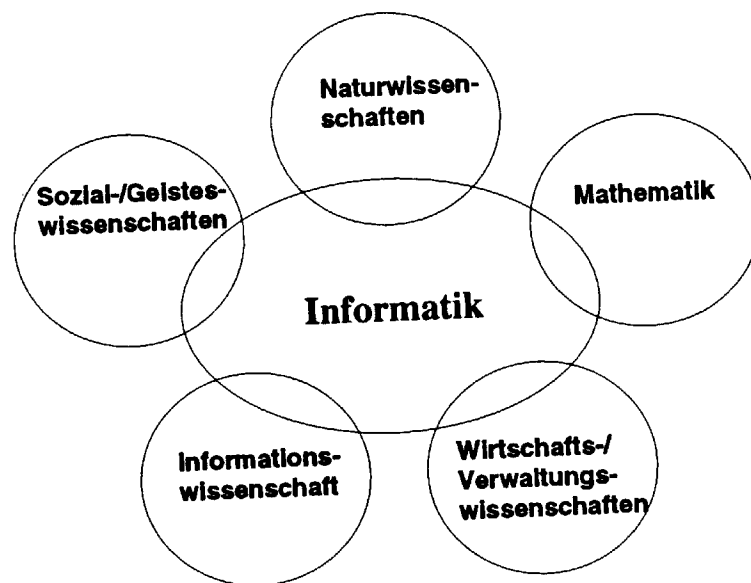 Naturwissen-
schaften
Sozial-/Geistes-
wissenschaften
Mathematik
Informatik
Informations-
wissenschaft
Wirtschafts-/
Verwaltungs-
wissenschaften